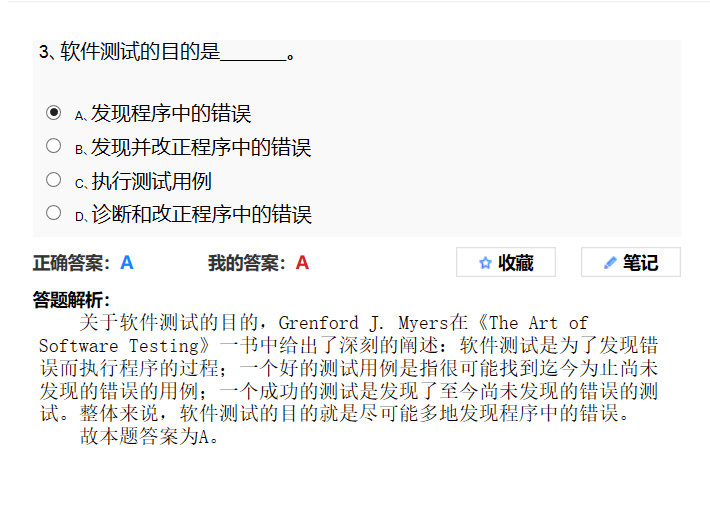 3、软件测试的目的是______。
A、发现程序中的错误
B、发现并改正程序中的错误
C、执行测试用例
D、诊断和改正程序中的错误
正确答案：A 我的答案：A 收藏 笔记
答题解析：
关于软件测试的目的，Grenford J. Myers在《The Art of
Software Testing》一书中给出了深刻的阐述：软件测试是为了发现错
误而执行程序的过程；一个好的测试用例是指很可能找到迄今为止尚未
发现的错误的用例；一个成功的测试是发现了至今尚未发现的错误的测
试。整体来说，软件测试的目的就是尽可能多地发现程序中的错误。
故本题答案为A。